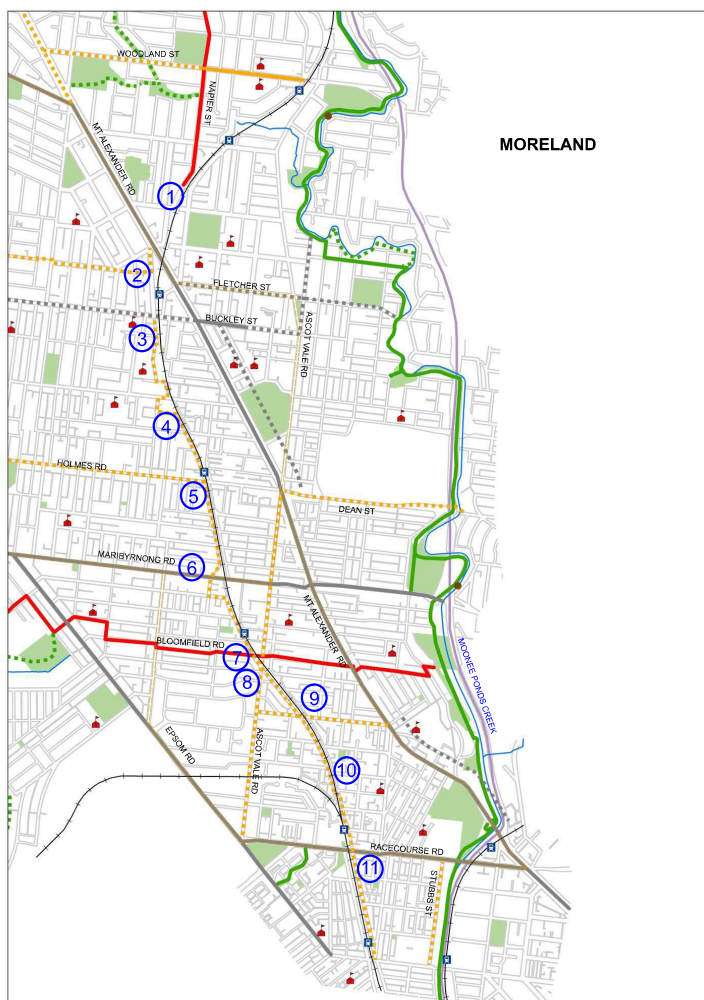 WOODLAND ST
NAPIER ST
MT ALEXANDER RD
MORELAND
1
2
FLETCHER ST
BUCKLEY ST
3
ASCOT VALE RD
4
HOLMES RD
5
DEAN ST
MARIBYRNONG RD
6
MT ALEXANDER RD
BLOOMFIELD RD
7
8
9
MOONEE PONDS CREEK
EPSOM RD
ASCOT VALE RD
10
RACECOURSE RD
11
STUBBS ST